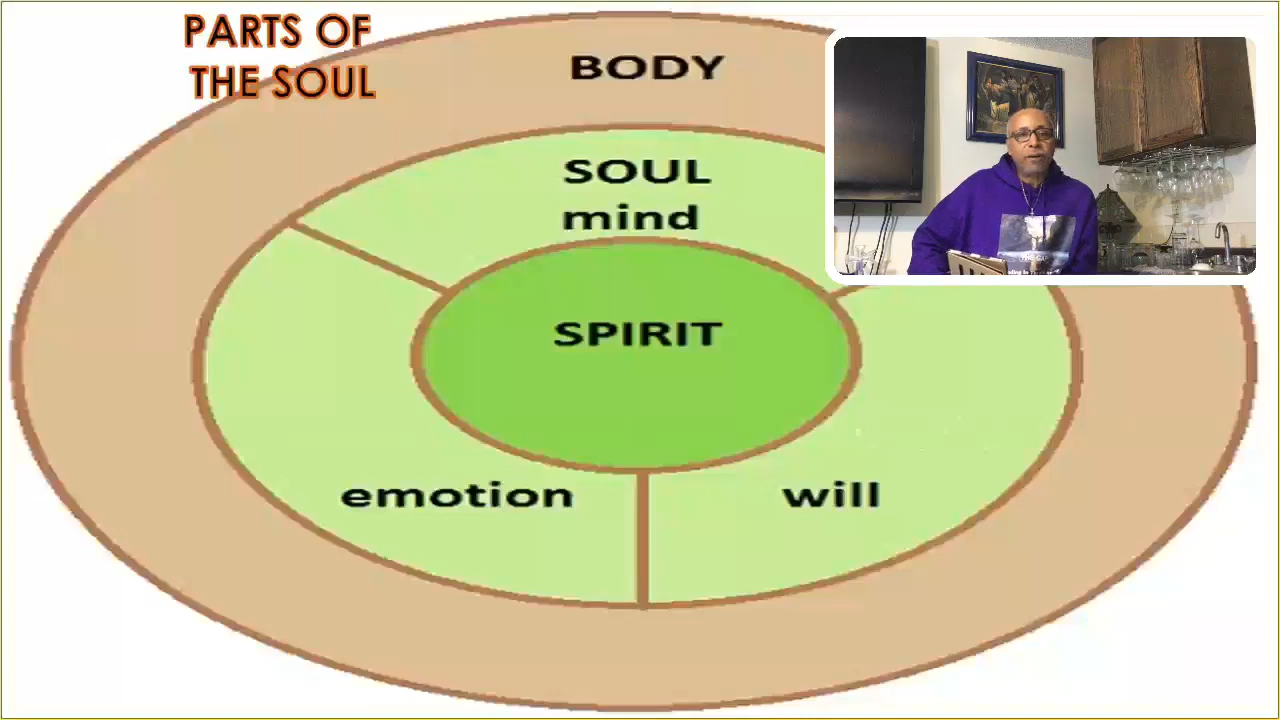 PARTS OF
THE SOUL
BODY
SOUL
mind
SPIRIT
emotion
will